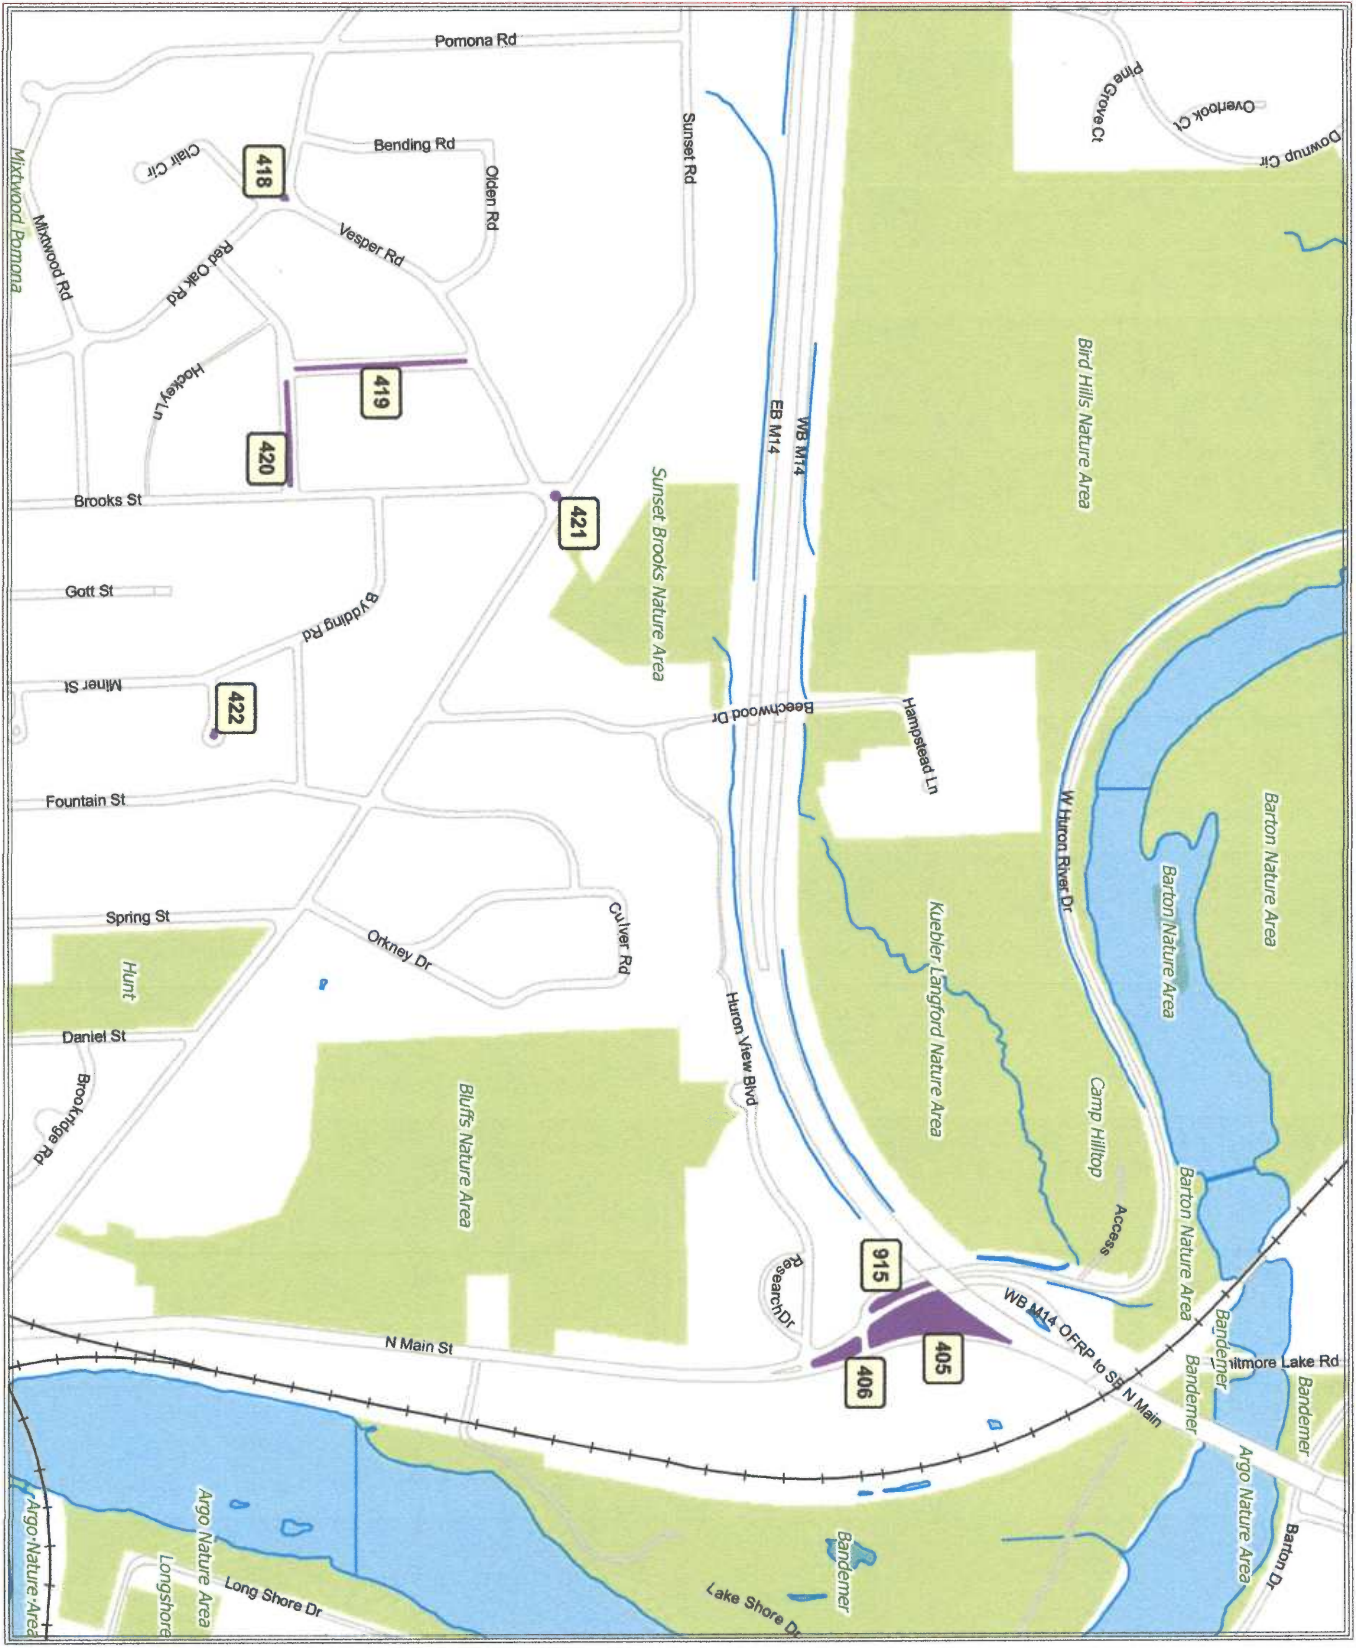 Pomona Rd
Pine Grove Ct
Overlook Ct
Downup Cir
Bending Rd
Sunset Rd
Clair Cir
418
Olden Rd
Mixtwood Pomona
Mixtwood Rd
Red Oak Rd
Vesper Rd
Hockey Ln
419
420
EB M14
WB M14
Bird Hills Nature Area
Brooks St
421
Sunset Brooks Nature Area
Gott St
Bydding Rd
Miner St
422
Beechwood Dr
Hampstead Ln
Fountain St
W Huron River Dr
Barton Nature Area
Barton Nature Area
Spring St
Orkney Dr
Culver Rd
Kuebler Langford Nature Area
Hunt
Daniel St
Huron View Blvd
Brookridge Rd
Bluffs Nature Area
Camp Hilltop
Access
Barton Nature Area
915
Research Dr
WB M14 OFRP to SB N Main
N Main St
405
406
Bandemer
Bandemer
Bandemer
Lake Rd
Argo Nature Area
Barton Dr
Argo Nature Area
Argo Nature Area
Longshore
Long Shore Dr
Lake Shore Dr
Bandemer